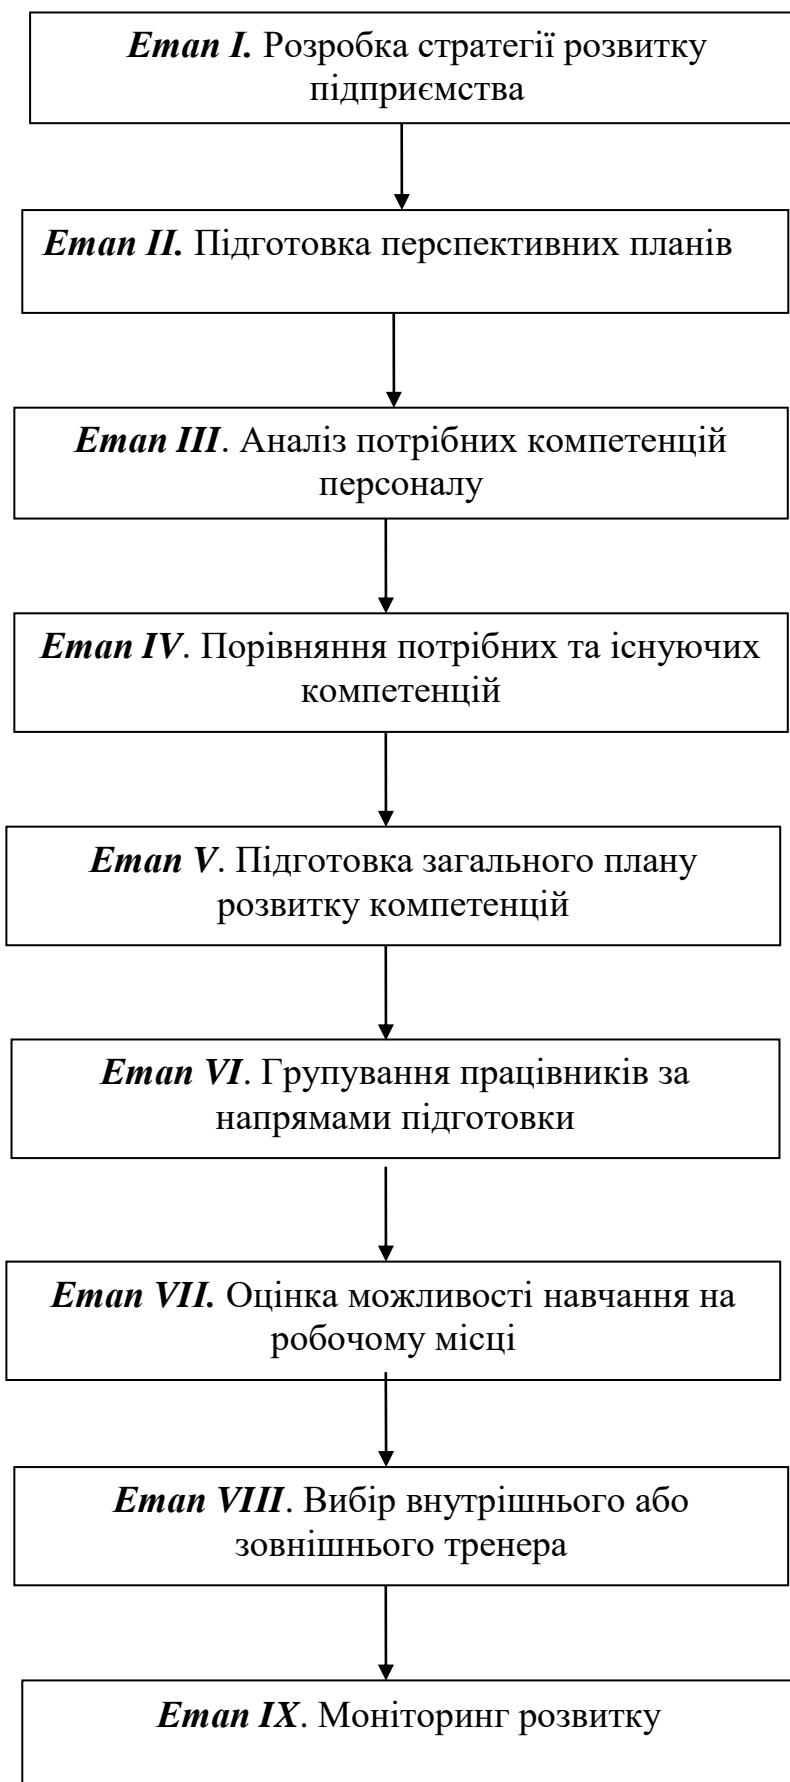 Етап I. Розробка стратегії розвитку
підприємства
Етап II. Підготовка перспективних планів
Етап III. Аналіз потрібних компетенцій
персоналу
Етап IV. Порівняння потрібних та існуючих
компетенцій
Етап V. Підготовка загального плану
розвитку компетенцій
Етап VI. Групування працівників за
напрямами підготовки
Етап VII. Оцінка можливості навчання на
робочому місці
Етап VIII. Вибір внутрішнього або
зовнішнього тренера
Етап IX. Моніторинг розвитку